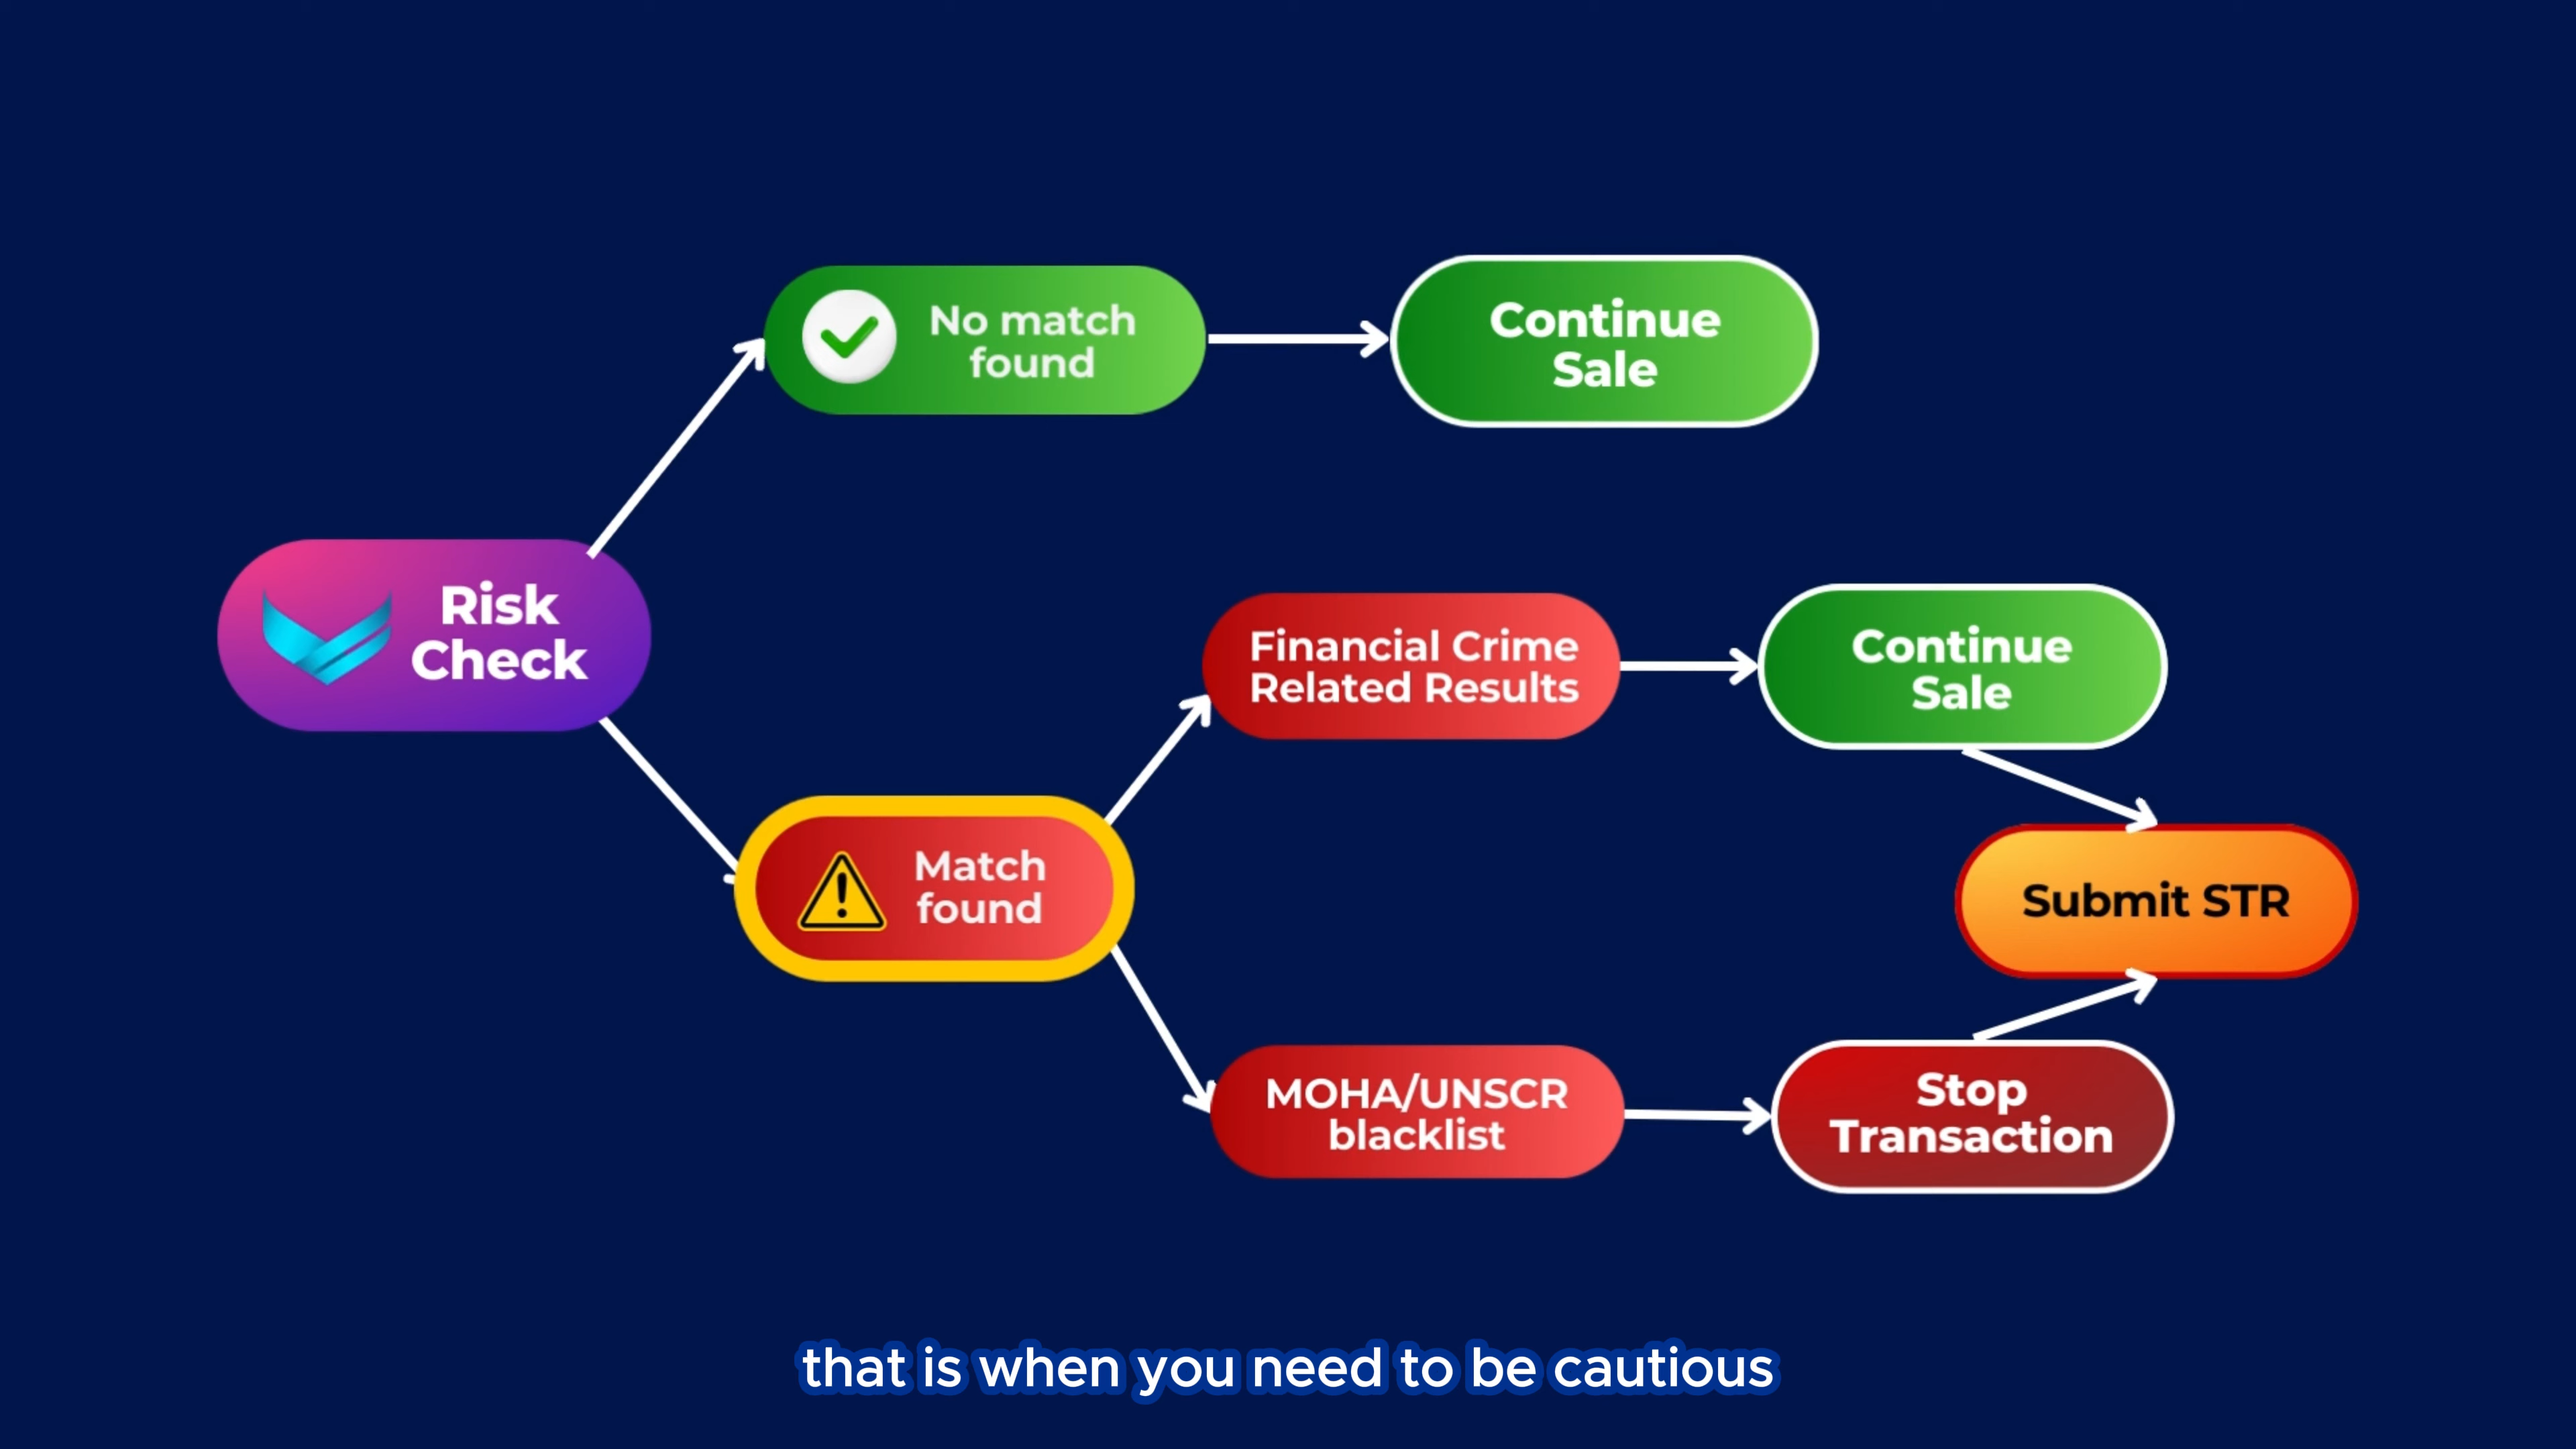 No match
found
Continue
Sale
Risk
Check
Financial Crime
Related Results
Continue
Sale
Match
found
Submit STR
MOHA/UNSCR
blacklist
Stop
Transaction
that is when you need to be cautious